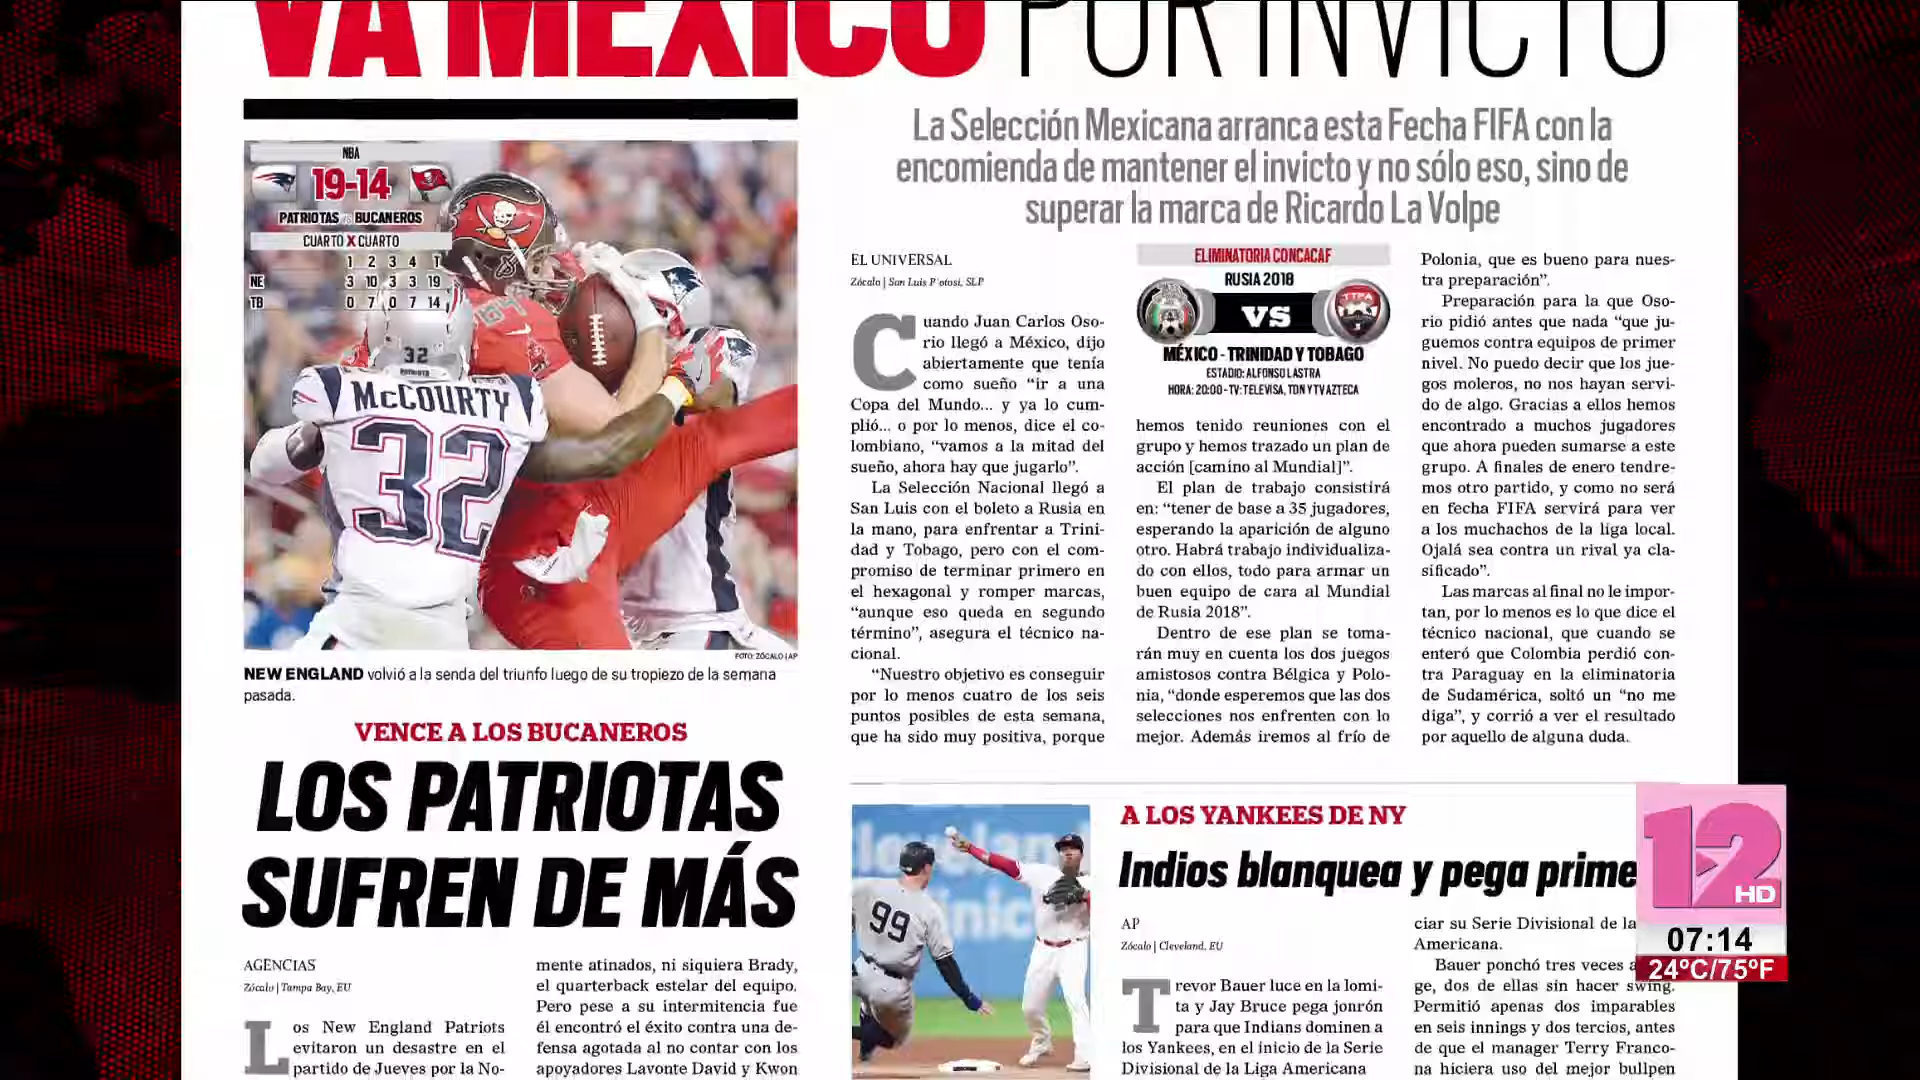 VA MÉXICO POR INVICTO
La Selección Mexicana arranca esta Fecha FIFA con la
encomienda de mantener el invicto y no sólo eso, sino de
superar la marca de Ricardo La Volpe
NBA
19-14
PATRIOTAS VS BUCANEROS
CUARTO X CUARTO
1 2 3 4 T
NE 3 10 3 3 19
TB 0 7 0 7 14
32
PATRIOTS
McCOURTY
32
FOTO: ZÓCALO | AP
NEW ENGLAND volvió a la senda del triunfo luego de su tropiezo de la semana
pasada.
VENCE A LOS BUCANEROS
LOS PATRIOTAS
SUFREN DE MÁS
AGENCIAS
Zócalo | Tampa Bay, EU
Los New England Patriots
evitaron un desastre en el
partido de Jueves por la No-
mente atinados, ni siquiera Brady,
el quarterback estelar del equipo.
Pero pese a su intermitencia fue
él encontró el éxito contra una de-
fensa agotada al no contar con los
apoyadores Lavonte David y Kwon
EL UNIVERSAL
Zócalo | San Luis Potosí, SLP
Cuando Juan Carlos Oso-
rio llegó a México, dijo
abiertamente que tenía
como sueño “ir a una
Copa del Mundo... y ya lo cum-
plió... o por lo menos, dice el co-
lombiano, “vamos a la mitad del
sueño, ahora hay que jugarlo”.
La Selección Nacional llegó a
San Luis con el boleto a Rusia en
la mano, para enfrentar a Trini-
dad y Tobago, pero con el com-
promiso de terminar primero en
el hexagonal y romper marcas,
“aunque eso queda en segundo
término”, asegura el técnico na-
cional.
“Nuestro objetivo es conseguir
por lo menos cuatro de los seis
puntos posibles de esta semana,
que ha sido muy positiva, porque
ELIMINATORIA CONCACAF
RUSIA 2018
VS
MÉXICO - TRINIDAD Y TOBAGO
ESTADIO: ALFONSO LASTRA
HORA: 20:00 - TV: TELEVISA, TDN Y TV AZTECA
hemos tenido reuniones con el
grupo y hemos trazado un plan de
acción [camino al Mundial]”.
El plan de trabajo consistirá
en: “tener de base a 35 jugadores,
esperando la aparición de alguno
otro. Habrá trabajo individualiza-
do con ellos, todo para armar un
buen equipo de cara al Mundial
de Rusia 2018”.
Dentro de ese plan se toma-
rán muy en cuenta los dos juegos
amistosos contra Bélgica y Polo-
nia, “donde esperemos que las dos
selecciones nos enfrenten con lo
mejor. Además iremos al frío de
Polonia, que es bueno para nues-
tra preparación”.
Preparación para la que Oso-
rio pidió antes que nada “que ju-
guemos contra equipos de primer
nivel. No puedo decir que los jue-
gos moleros, no nos hayan servi-
do de algo. Gracias a ellos hemos
encontrado a muchos jugadores
que ahora pueden sumarse a este
grupo. A finales de enero tendre-
mos otro partido, y como no será
en fecha FIFA servirá para ver
a los muchachos de la liga local.
Ojalá sea contra un rival ya cla-
sificado”.
Las marcas al final no le impor-
tan, por lo menos es lo que dice el
técnico nacional, que cuando se
enteró que Colombia perdió con-
tra Paraguay en la eliminatoria
de Sudamérica, soltó un “no me
diga”, y corrió a ver el resultado
por aquello de alguna duda.
99
A LOS YANKEES DE NY
Indios blanquea y pega prime
AP
Zócalo | Cleveland, EU
Trevor Bauer luce en la lomi-
ta y Jay Bruce pega jonrón
para que Indians dominen a
los Yankees, en el inicio de la Serie
Divisional de la Liga Americana
ciar su Serie Divisional de la
Americana.
Bauer ponchó tres veces a
ge, dos de ellas sin hacer swing.
Permitió apenas dos imparables
en seis innings y dos tercios, antes
de que el manager Terry Franco-
na hiciera uso del mejor bullpen
12
HD
07:14
24ºC/75ºF